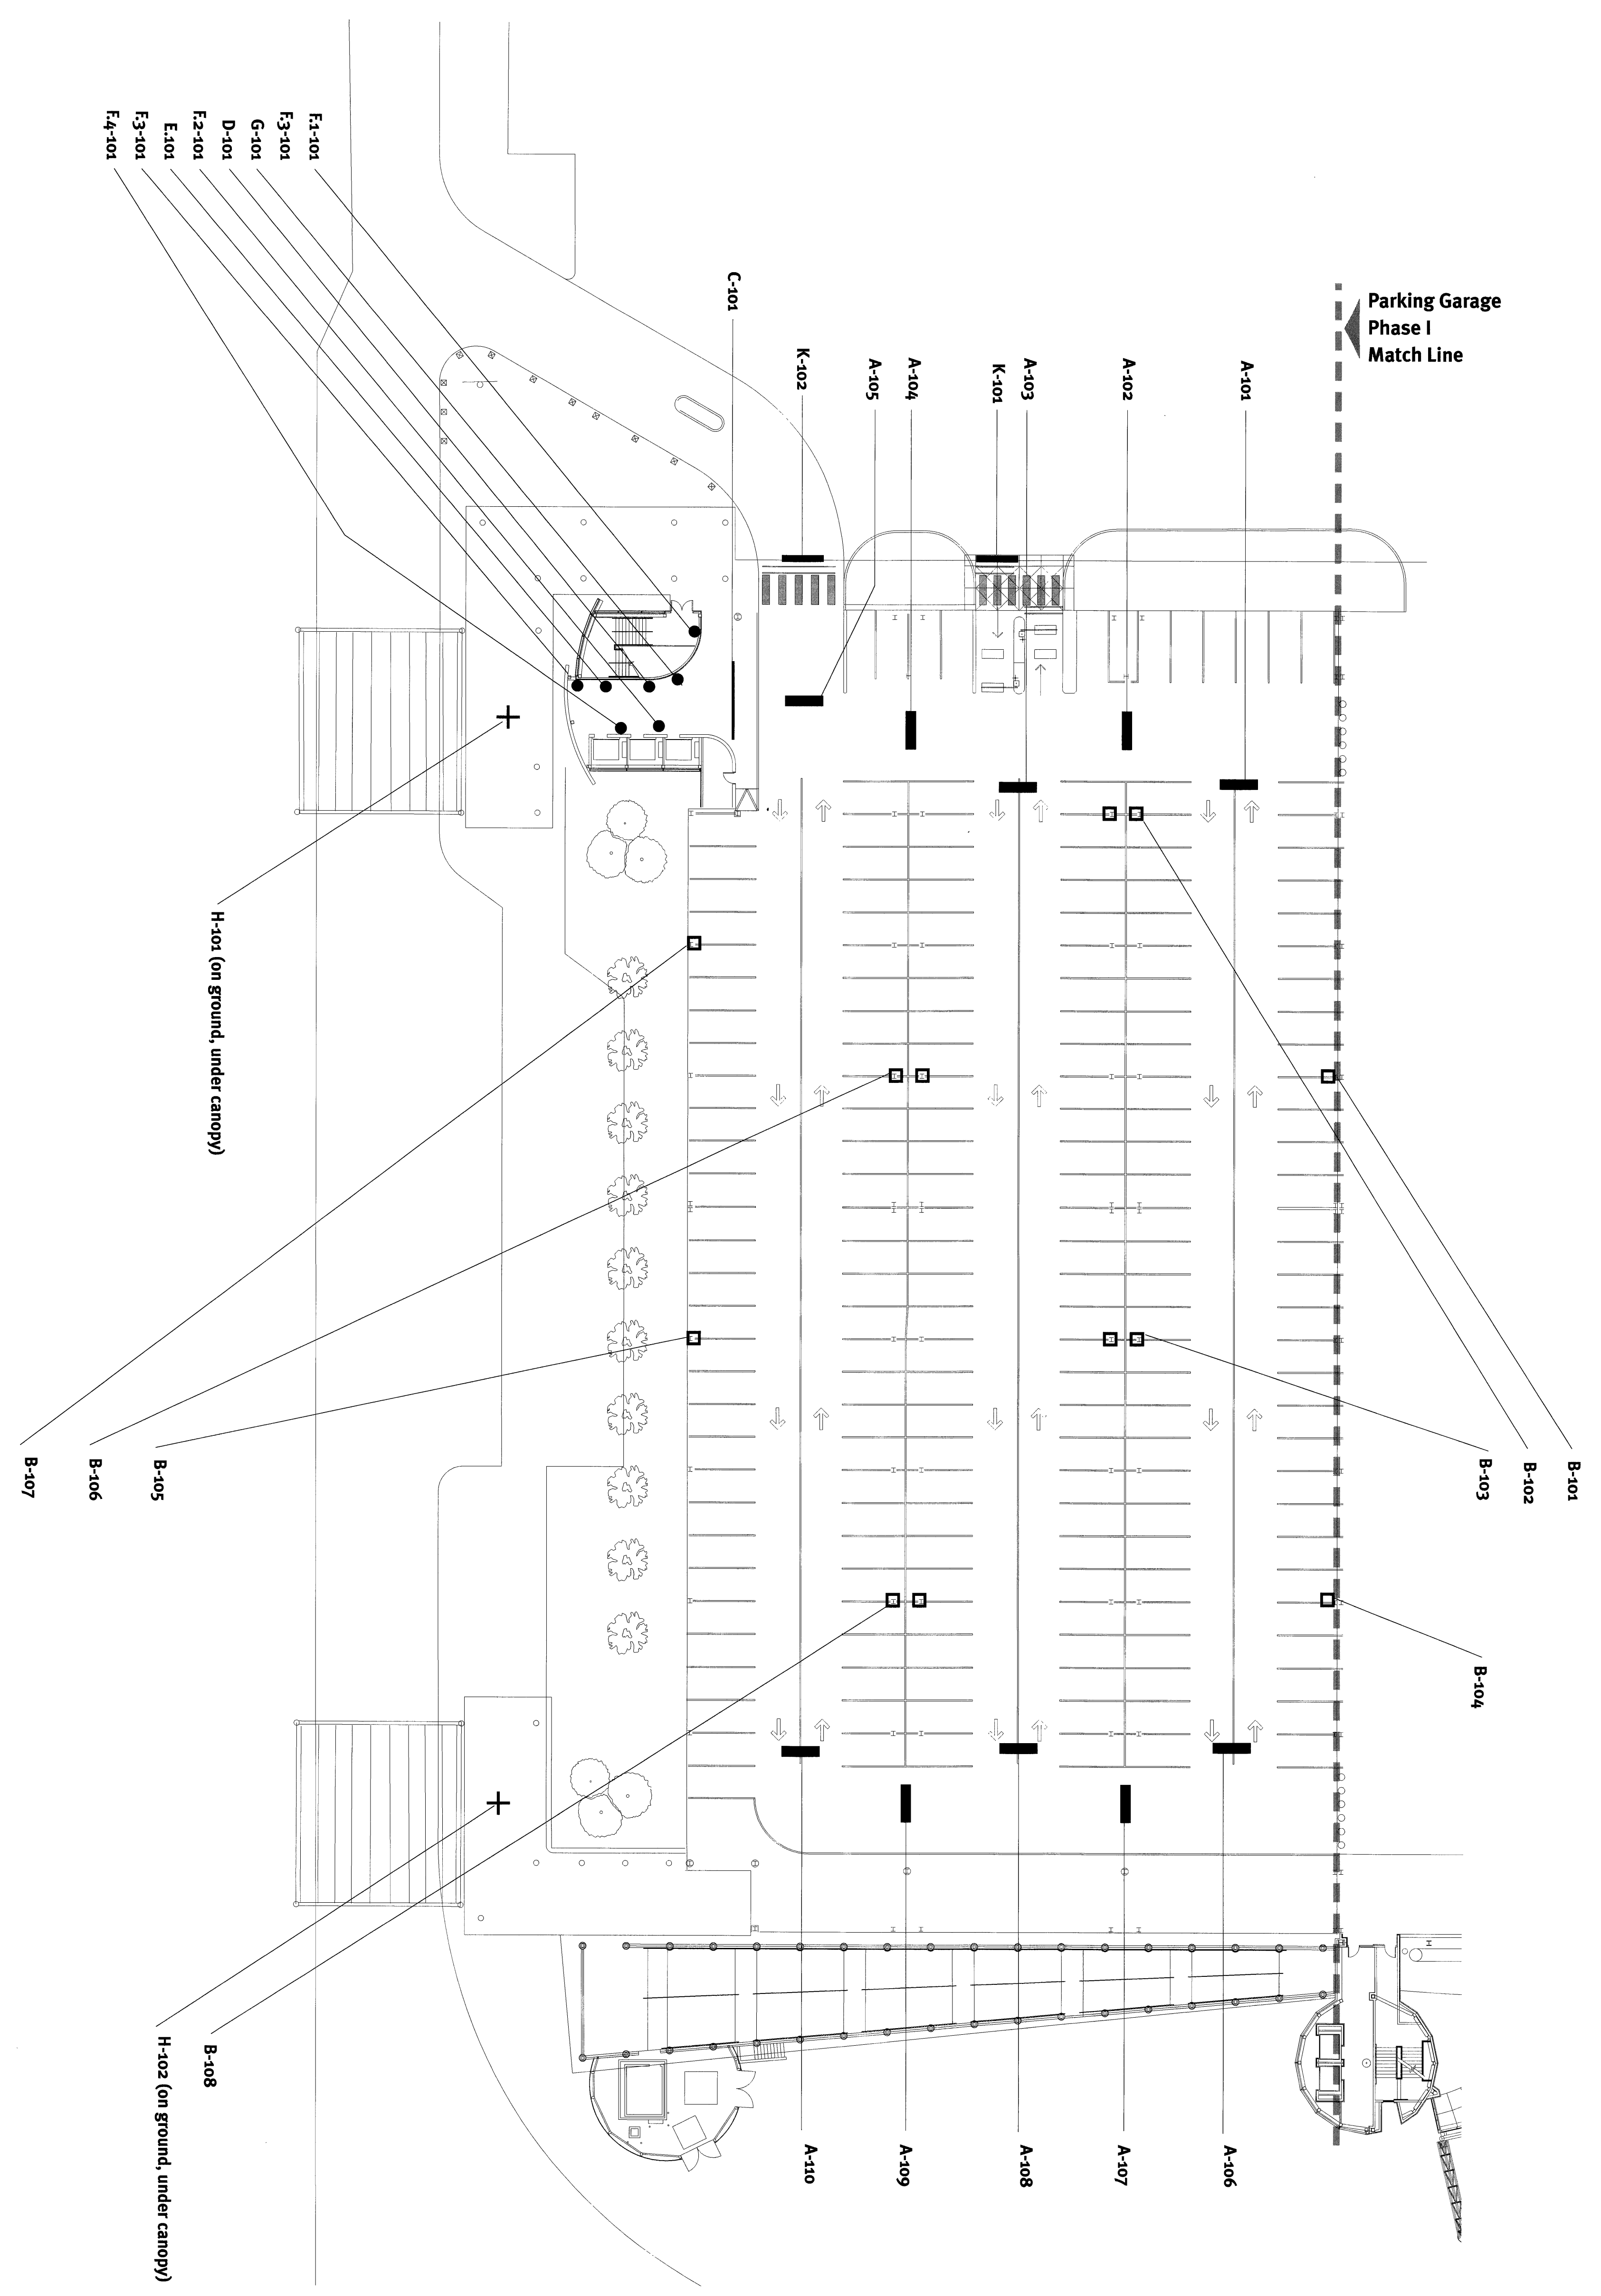 F.4-101
F.3-101
E.101
F.2-101
D-101
G-101
F.3-101
F.1-101
C-101
K-102
A-105
A-104
K-101
A-103
A-102
A-101
Parking Garage
Phase I
Match Line
H-101 (on ground, under canopy)
B-107
B-106
B-105
B-103
B-102
B-101
B-104
H-102 (on ground, under canopy)
B-108
A-110
A-109
A-108
A-107
A-106